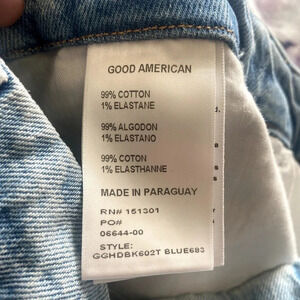 GOOD AMERICAN
99% COTTON
1% ELASTANE
99% ALGODON
1% ELASTANO
99% COTON
1% ELASTHANNE
MADE IN PARAGUAY
RN# 151301
PO#
06644-00
STYLE:
GGHDBK602T BLUE683